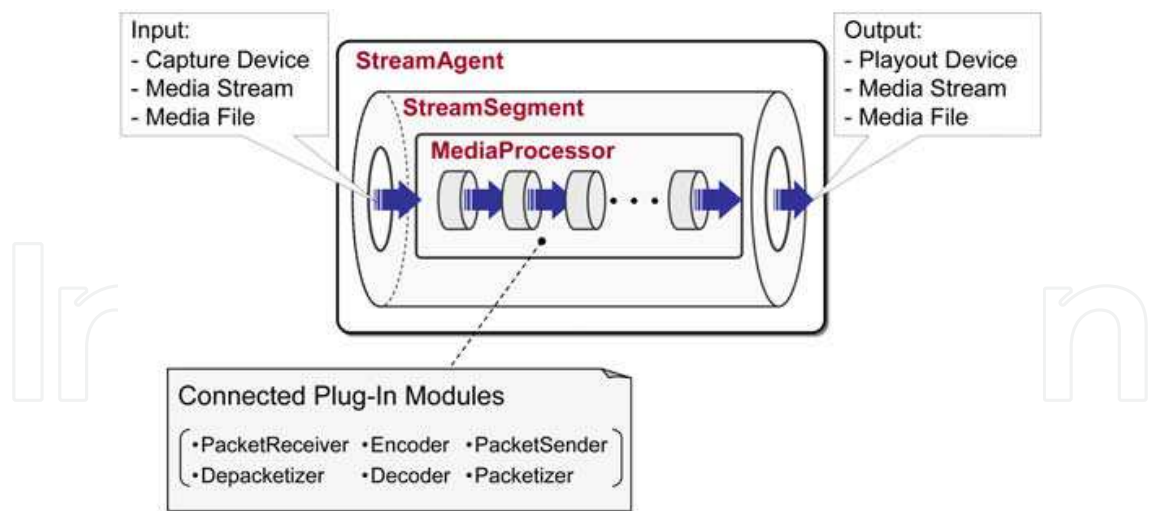 Input:
- Capture Device
- Media Stream
- Media File
Output:
- Playout Device
- Media Stream
- Media File
StreamAgent
StreamSegment
MediaProcessor
Connected Plug-In Modules
•PacketReceiver •Encoder •PacketSender
•Depacketizer •Decoder •Packetizer